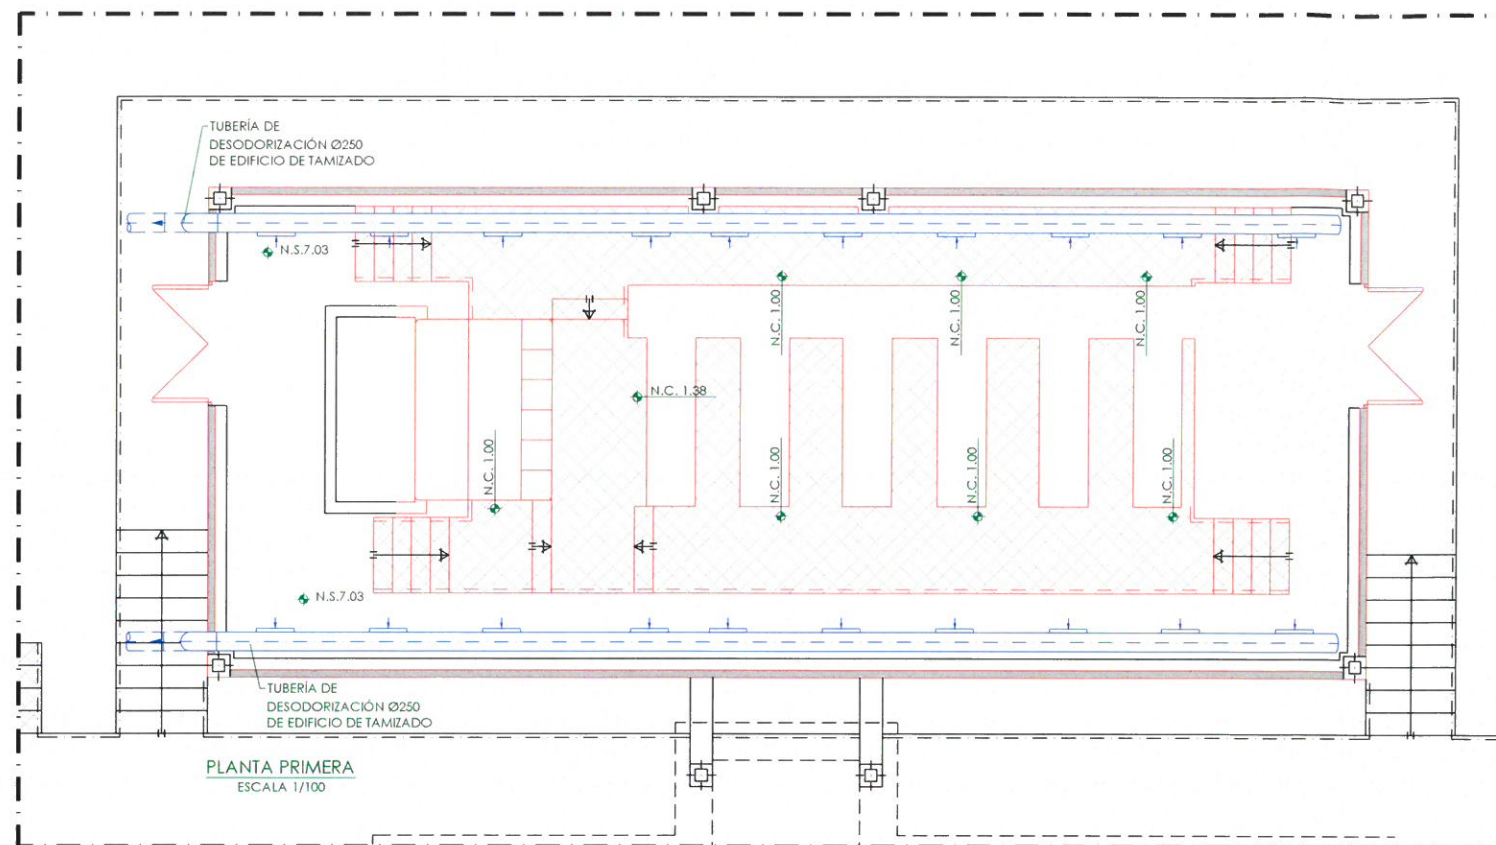 TUBERÍA DE
DESODORIZACIÓN Ø250
DE EDIFICIO DE TAMIZADO
N.S.7.03
N.C. 1.00
N.C. 1.00
N.C. 1.00
N.C. 1.38
N.C. 1.00
N.C. 1.00
N.C. 1.00
N.C. 1.00
N.S.7.03
TUBERÍA DE
DESODORIZACIÓN Ø250
DE EDIFICIO DE TAMIZADO
PLANTA PRIMERA
ESCALA 1/100